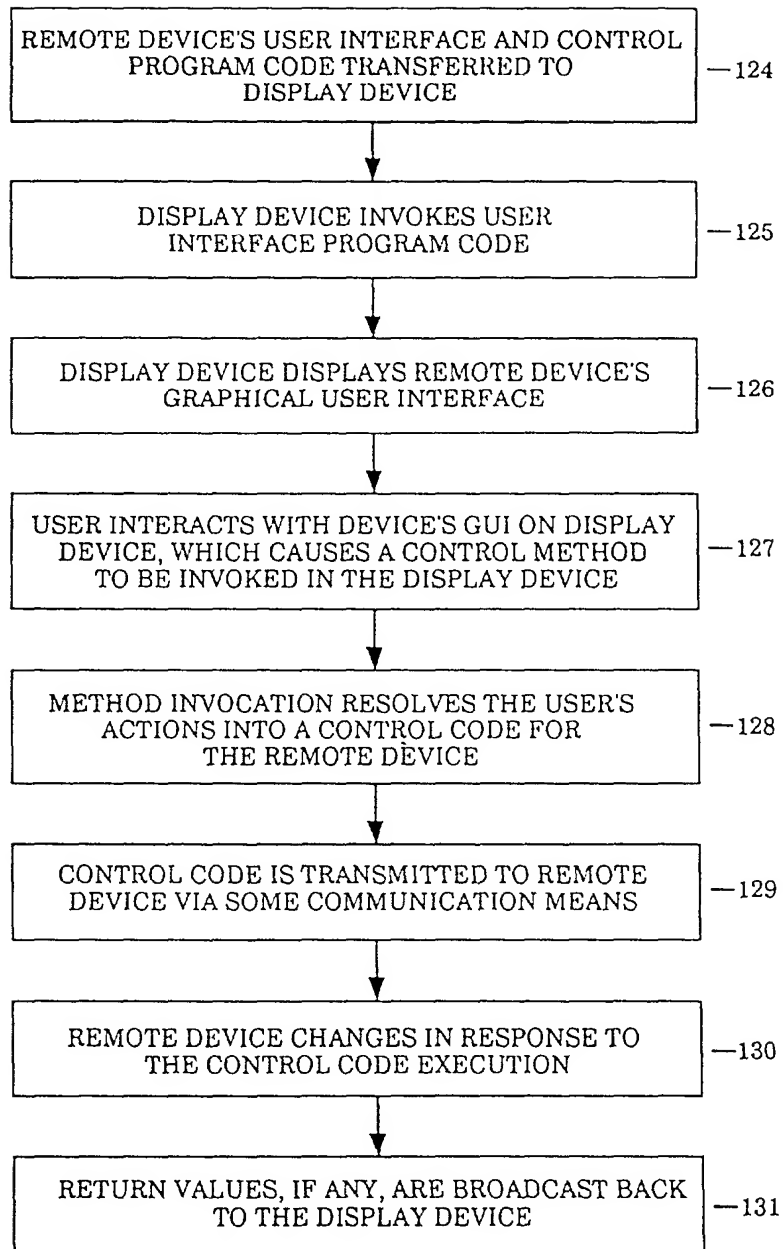 REMOTE DEVICE'S USER INTERFACE AND CONTROL
PROGRAM CODE TRANSFERRED TO
DISPLAY DEVICE
124
DISPLAY DEVICE INVOKES USER
INTERFACE PROGRAM CODE
125
DISPLAY DEVICE DISPLAYS REMOTE DEVICE'S
GRAPHICAL USER INTERFACE
126
USER INTERACTS WITH DEVICE'S GUI ON DISPLAY
DEVICE, WHICH CAUSES A CONTROL METHOD
TO BE INVOKED IN THE DISPLAY DEVICE
127
METHOD INVOCATION RESOLVES THE USER'S
ACTIONS INTO A CONTROL CODE FOR
THE REMOTE DEVICE
128
CONTROL CODE IS TRANSMITTED TO REMOTE
DEVICE VIA SOME COMMUNICATION MEANS
129
REMOTE DEVICE CHANGES IN RESPONSE TO
THE CONTROL CODE EXECUTION
130
RETURN VALUES, IF ANY, ARE BROADCAST BACK
TO THE DISPLAY DEVICE
131